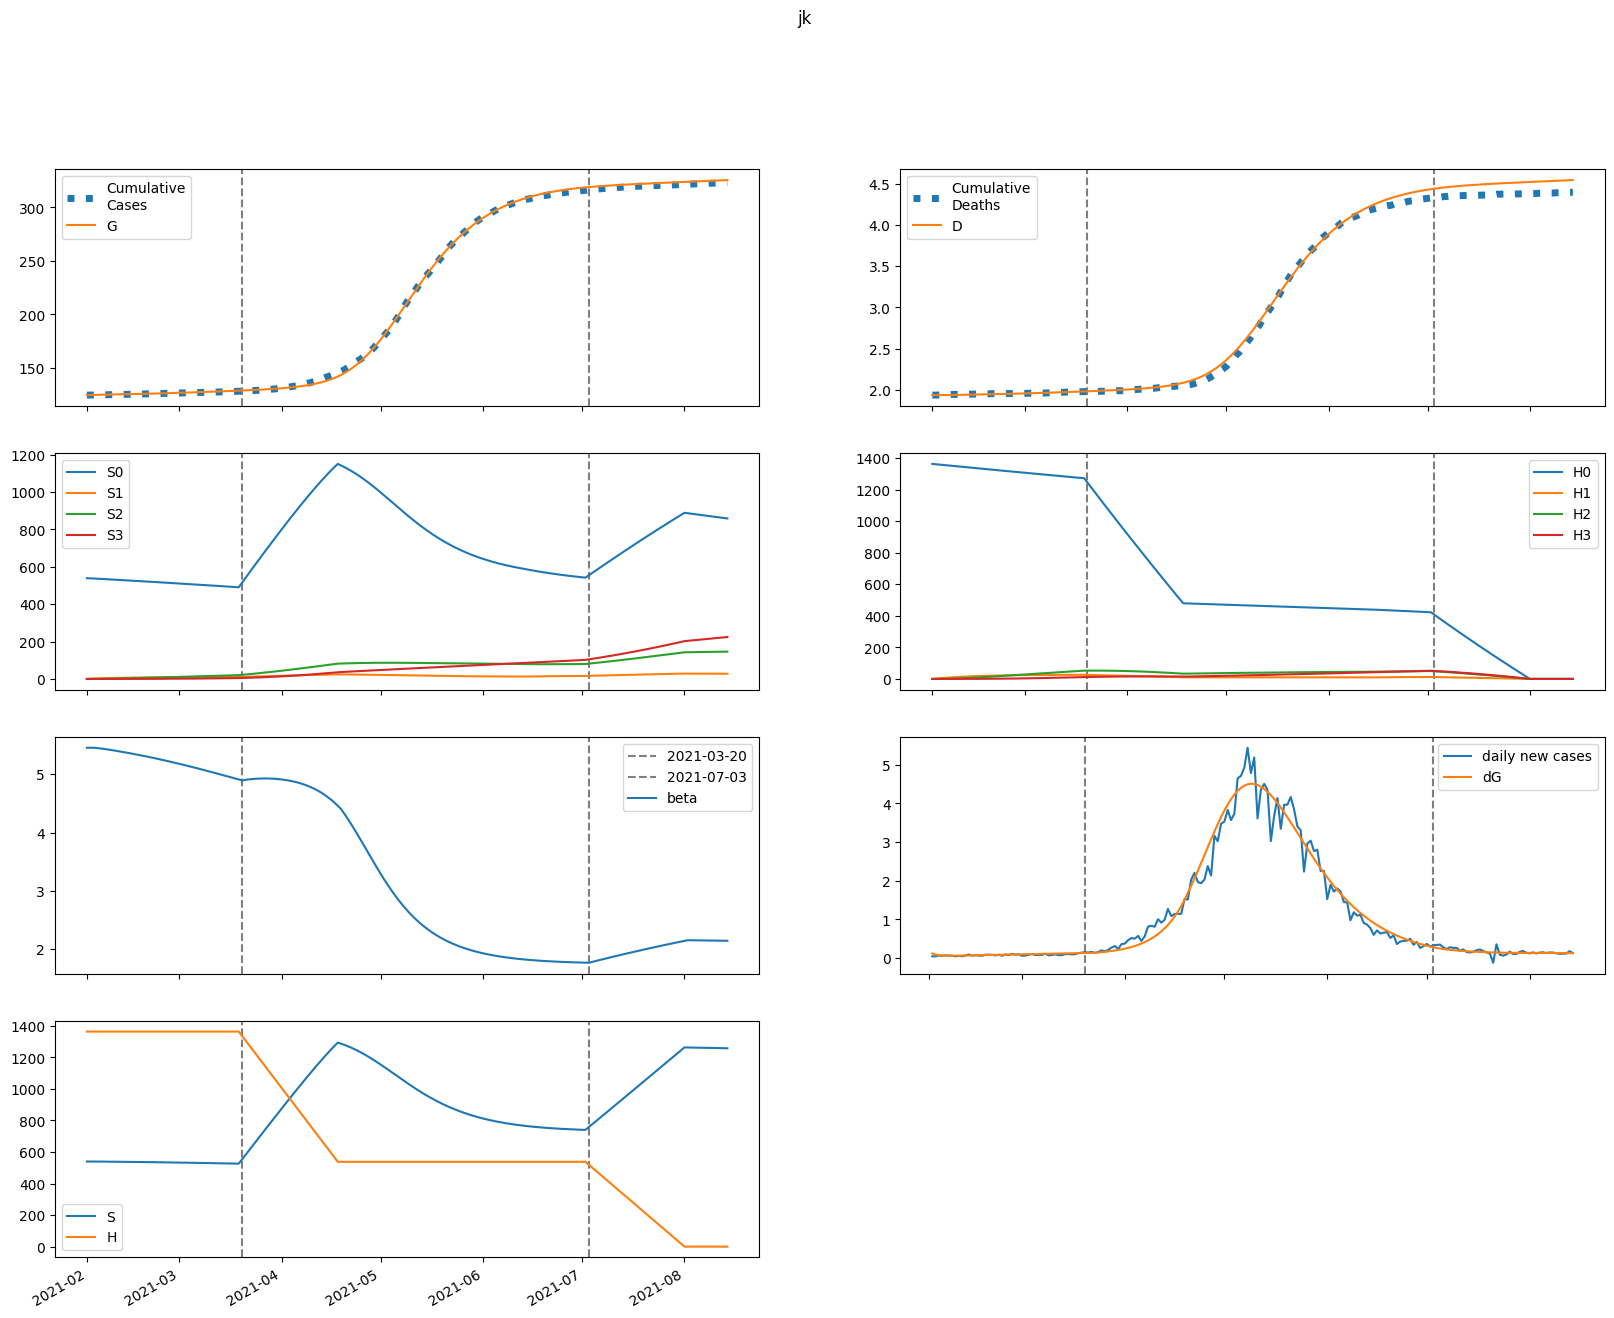 jk
300
250
200
150
Cumulative
Cases
G
4.5
4.0
3.5
3.0
2.5
2.0
Cumulative
Deaths
D
1200
1000
800
600
400
200
0
S0
S1
S2
S3
1400
1200
1000
800
600
400
200
0
H0
H1
H2
H3
5
4
3
2
2021-03-20
2021-07-03
beta
5
4
3
2
1
0
daily new cases
dG
1400
1200
1000
800
600
400
200
0
S
H
2021-02
2021-03
2021-04
2021-05
2021-06
2021-07
2021-08